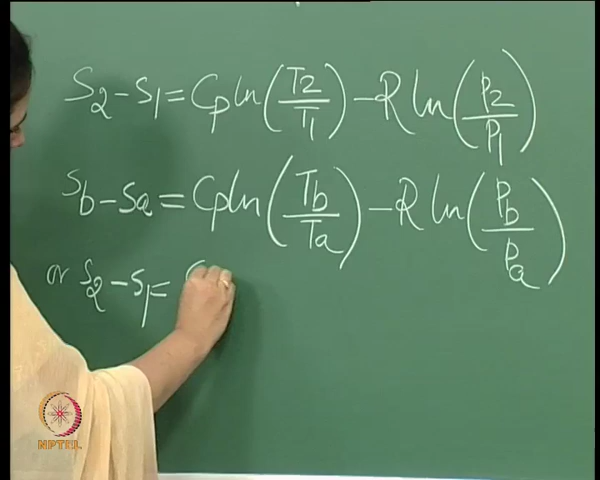 S2 - S1 = Cp ln (T2/T1) - R ln (P2/P1)
Sb - Sa = Cp ln (Tb/Ta) - R ln (Pb/Pa)
or S2 - S1 = C
NPTEL